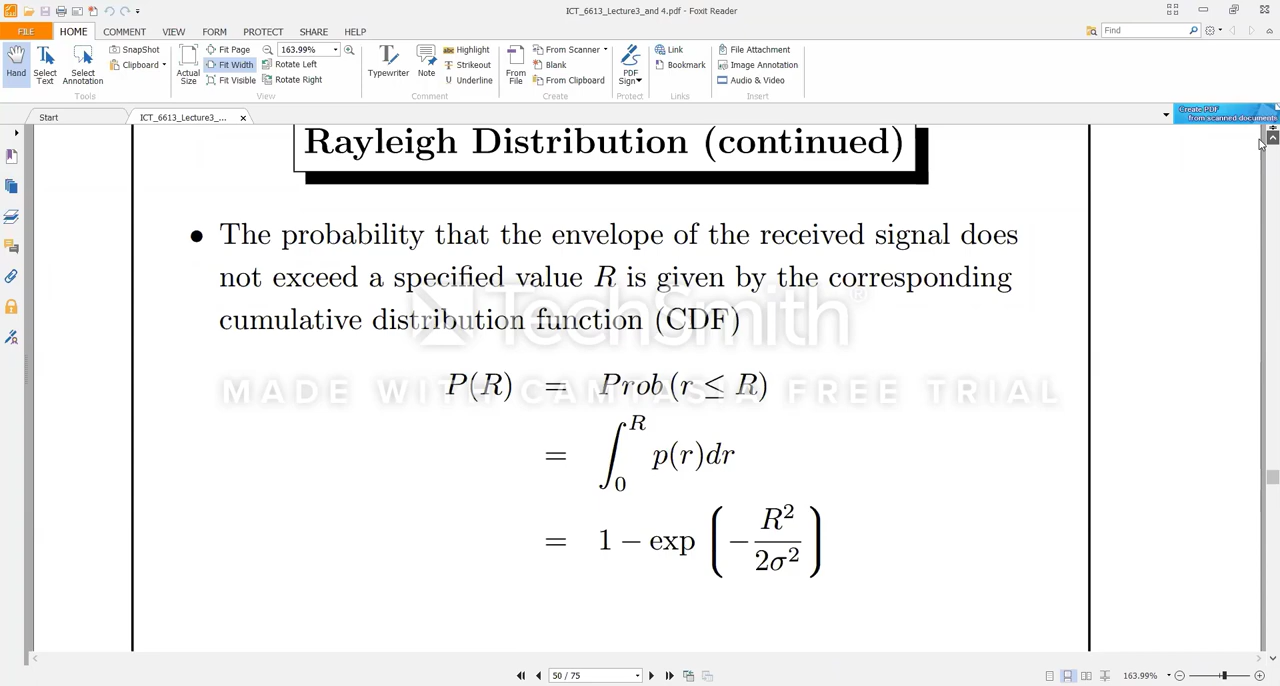 ICT_6613_Lecture3_and 4.pdf - Foxit Reader
FILE HOME COMMENT VIEW FORM PROTECT SHARE HELP
Find
Hand
Select Text
Select Annotation
SnapShot
Clipboard
Tools
Actual Size
Fit Page
Fit Width
Fit Visible
163.99%
Rotate Left
Rotate Right
View
Typewriter
Note
Highlight
Strikeout
Underline
Comment
From File
From Scanner
Blank
From Clipboard
Create
PDF Sign
Protect
Link
Bookmark
Links
File Attachment
Image Annotation
Audio & Video
Insert
Start
ICT_6613_Lecture3_...
Create PDF
from scanned documents
Rayleigh Distribution (continued)
• The probability that the envelope of the received signal does
not exceed a specified value R is given by the corresponding
cumulative distribution function (CDF)
TechSmith®
MADE WITH CAMTASIA FREE TRIAL
P(R) = Prob(r ≤ R)
= ∫₀ᴿ p(r)dr
= 1 − exp (−R²/2σ²)
50 / 75
163.99%